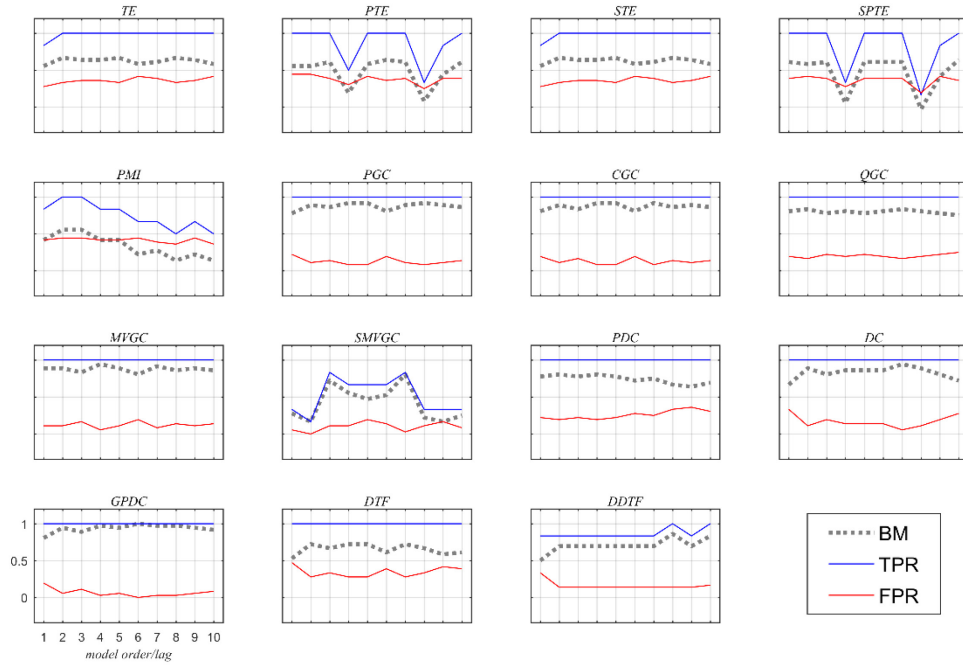 TE
PTE
STE
SPTE
PMI
PGC
CGC
QGC
MVGC
SMVGC
PDC
DC
GPDC
DTF
DDTF
1
0.5
0
1 2 3 4 5 6 7 8 9 10
model order/lag
BM
TPR
FPR